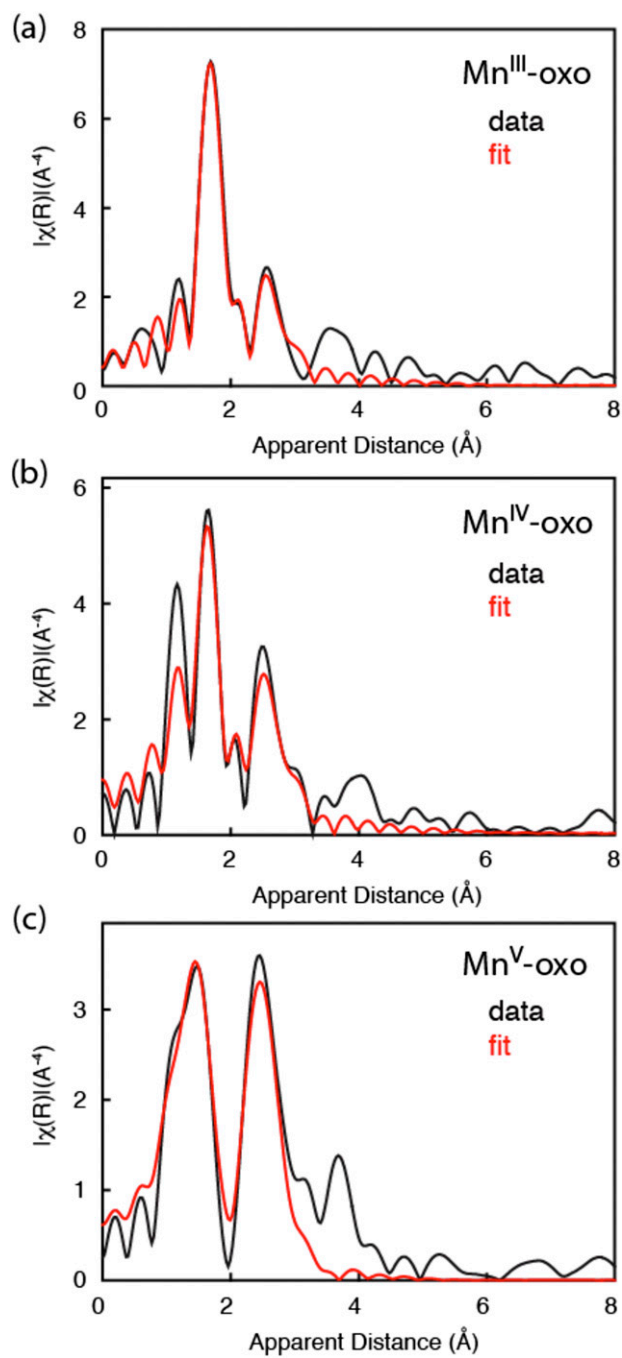 (a)
Mn^III-oxo
data
fit
|χ(R)|(A^-4)
8
6
4
2
0
0 2 4 6 8
Apparent Distance (Å)
(b)
Mn^IV-oxo
data
fit
|χ(R)|(A^-4)
6
4
2
0
0 2 4 6 8
Apparent Distance (Å)
(c)
Mn^V-oxo
data
fit
|χ(R)|(A^-4)
3
2
1
0
0 2 4 6 8
Apparent Distance (Å)